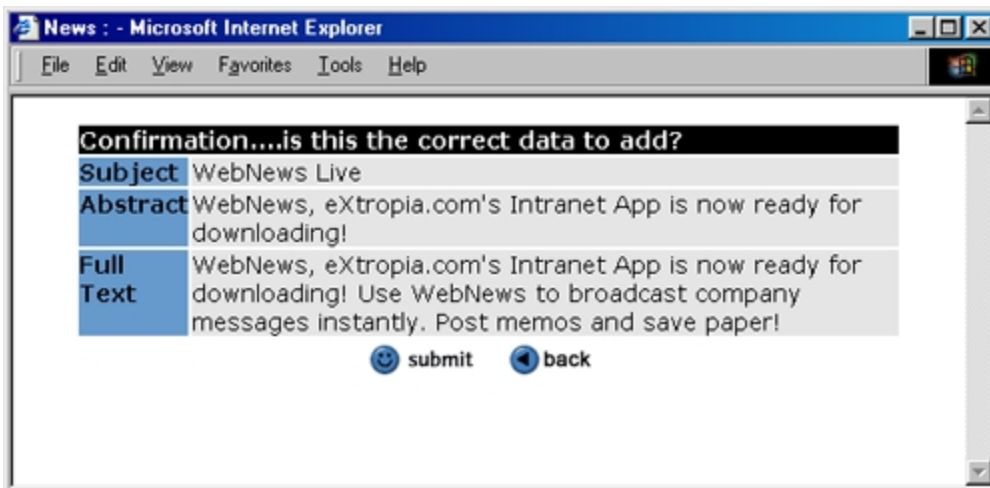 News : - Microsoft Internet Explorer
File Edit View Favorites Tools Help
Confirmation....is this the correct data to add?
Subject WebNews Live
Abstract WebNews, eXtropia.com's Intranet App is now ready for
downloading!
Full WebNews, eXtropia.com's Intranet App is now ready for
Text downloading! Use WebNews to broadcast company
messages instantly. Post memos and save paper!
submit back